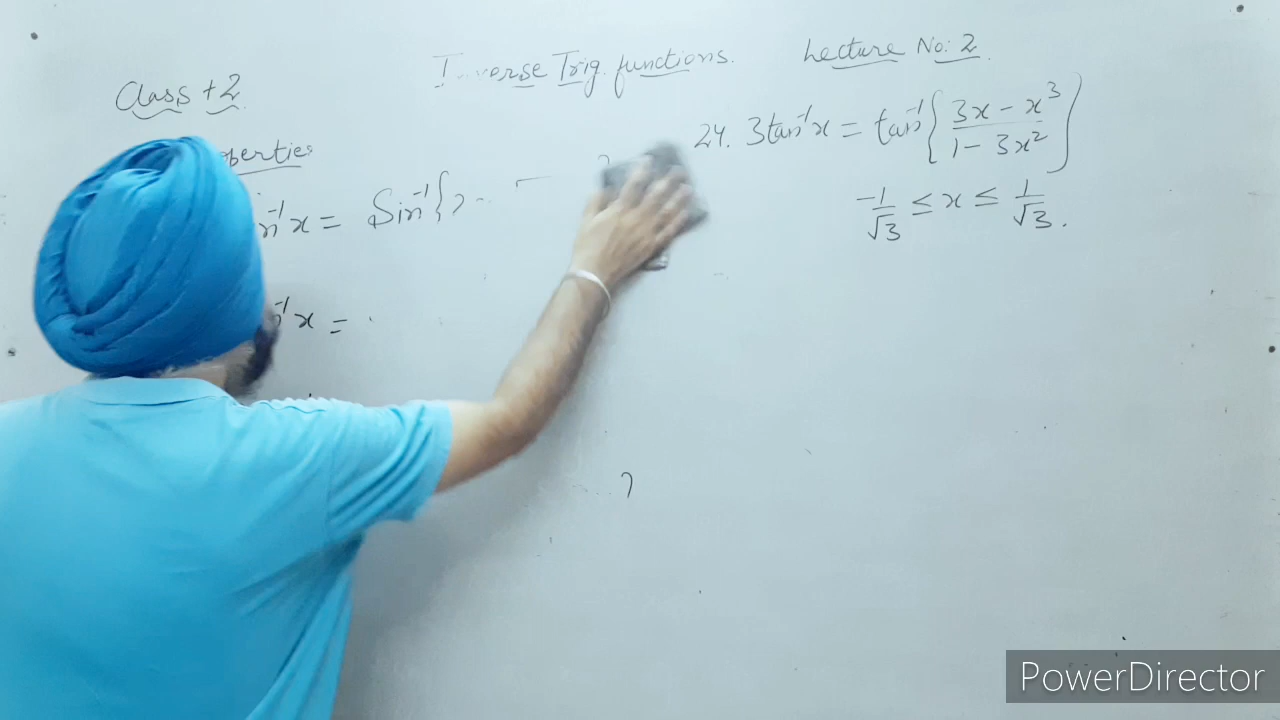 Class +2
Trig. functions.
Lecture No: 2
x = Sin⁻¹{
x =
24. 3tan⁻¹x = tan⁻¹{(3x - x³)/(1 - 3x²)}
-1/√3 ≤ x ≤ 1/√3.
PowerDirector